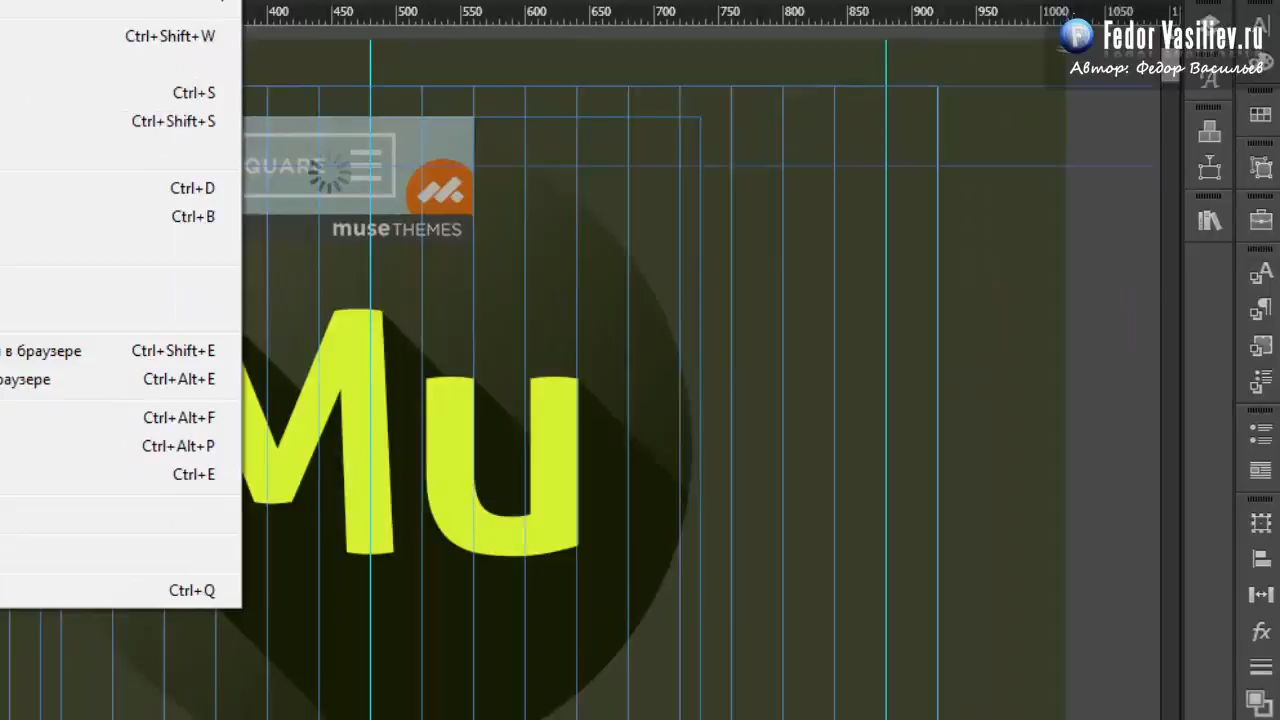 400 450 500 550 600 650 700 750 800 850 900 950 1000 1050
Fedor Vasiliev.ru
Автор: Федор Васильев
Ctrl+Shift+W
Ctrl+S
Ctrl+Shift+S
QUARE
Ctrl+D
Ctrl+B
museTHEMES
в браузере Ctrl+Shift+E
раузере Ctrl+Alt+E
Ctrl+Alt+F
Ctrl+Alt+P
Ctrl+E
Mu
Ctrl+Q